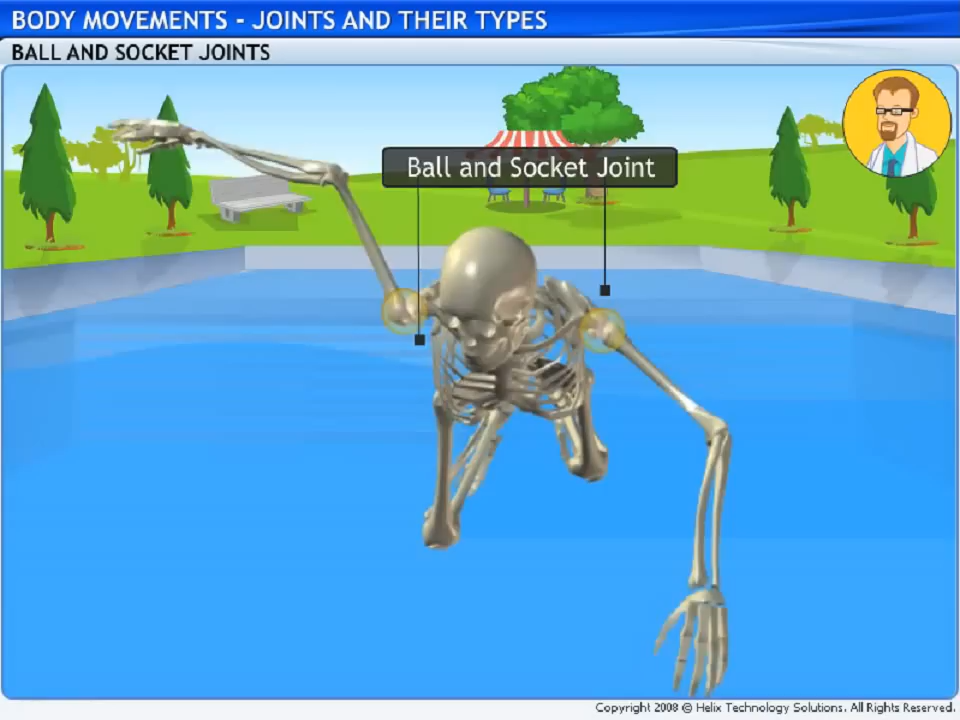 BODY MOVEMENTS - JOINTS AND THEIR TYPES
BALL AND SOCKET JOINTS
Ball and Socket Joint
Copyright 2008 @ Helix Technology Solutions. All Rights Reserved.